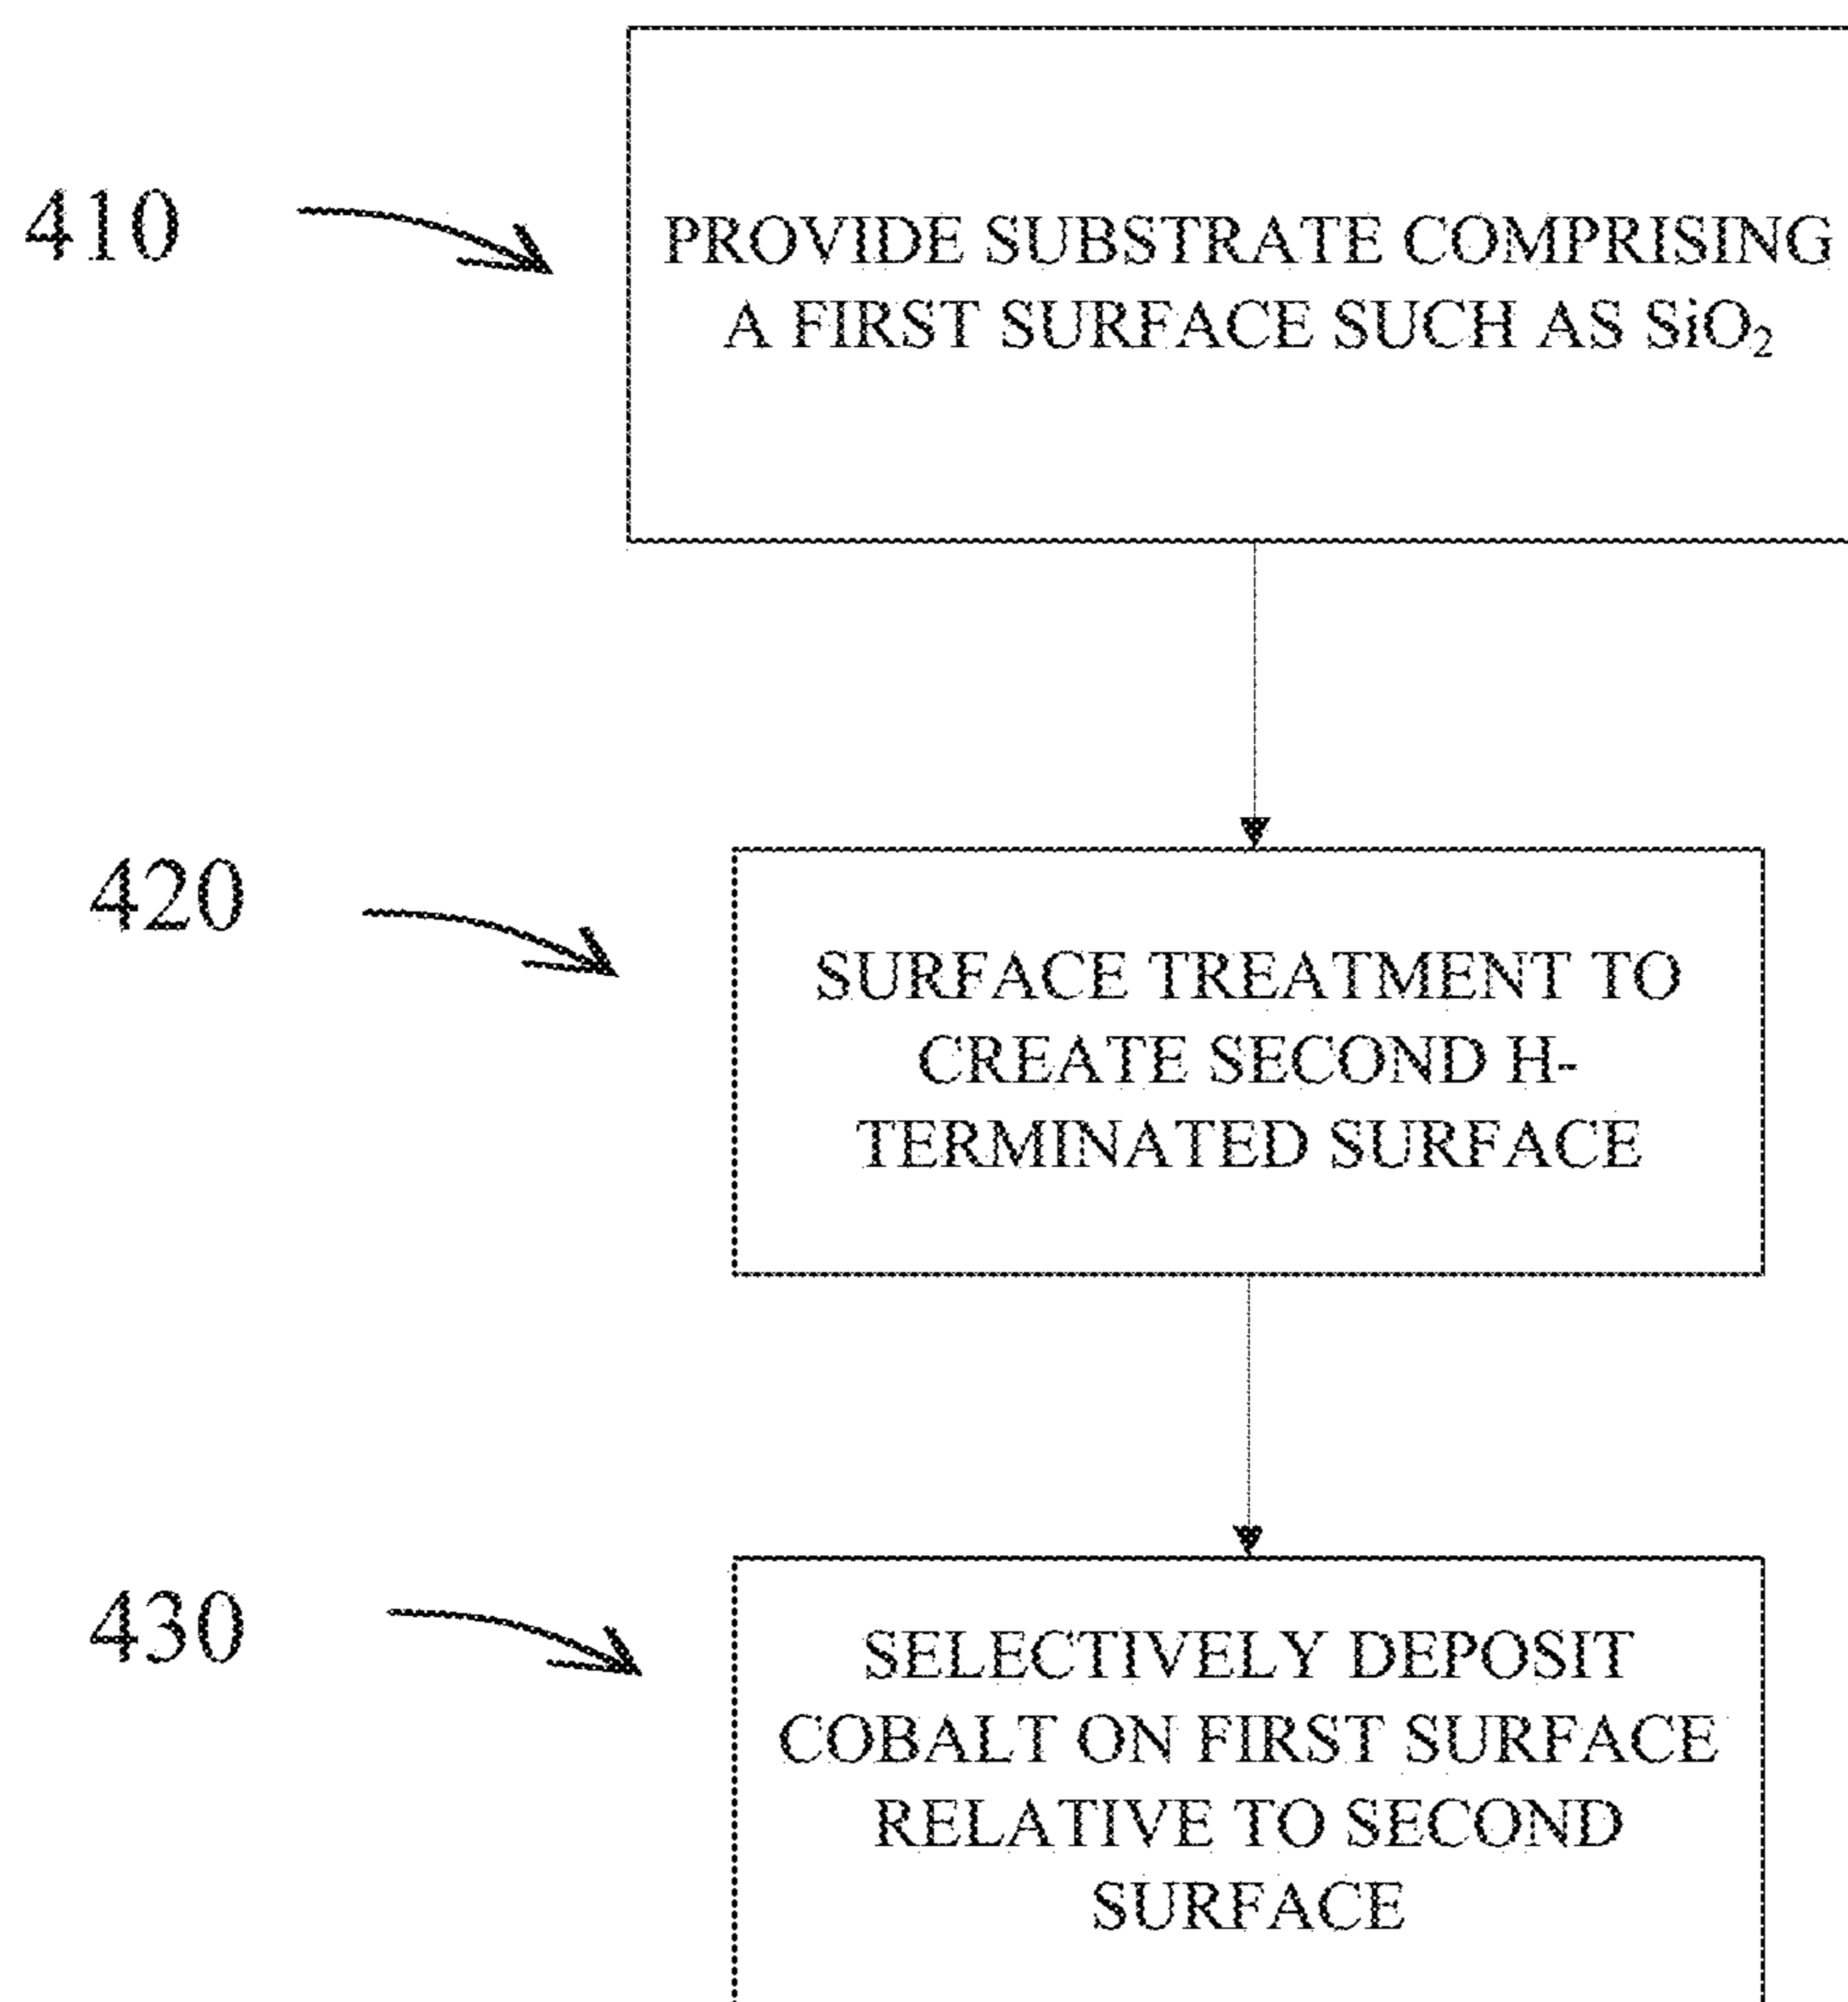 410
PROVIDE SUBSTRATE COMPRISING
A FIRST SURFACE SUCH AS SiO₂
420
SURFACE TREATMENT TO
CREATE SECOND H-
TERMINATED SURFACE
430
SELECTIVELY DEPOSIT
COBALT ON FIRST SURFACE
RELATIVE TO SECOND
SURFACE